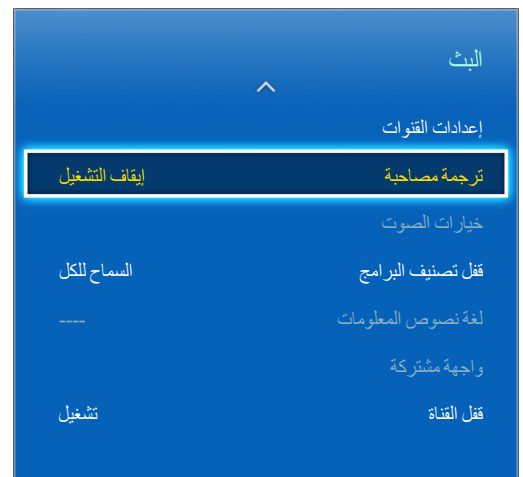 البث
إعدادات القنوات
ترجمة مصاحبة إيقاف التشغيل
خيارات الصوت
قفل تصنيف البرامج السماح للكل
لغة نصوص المعلومات ----
واجهة مشتركة
قفل القناة تشغيل